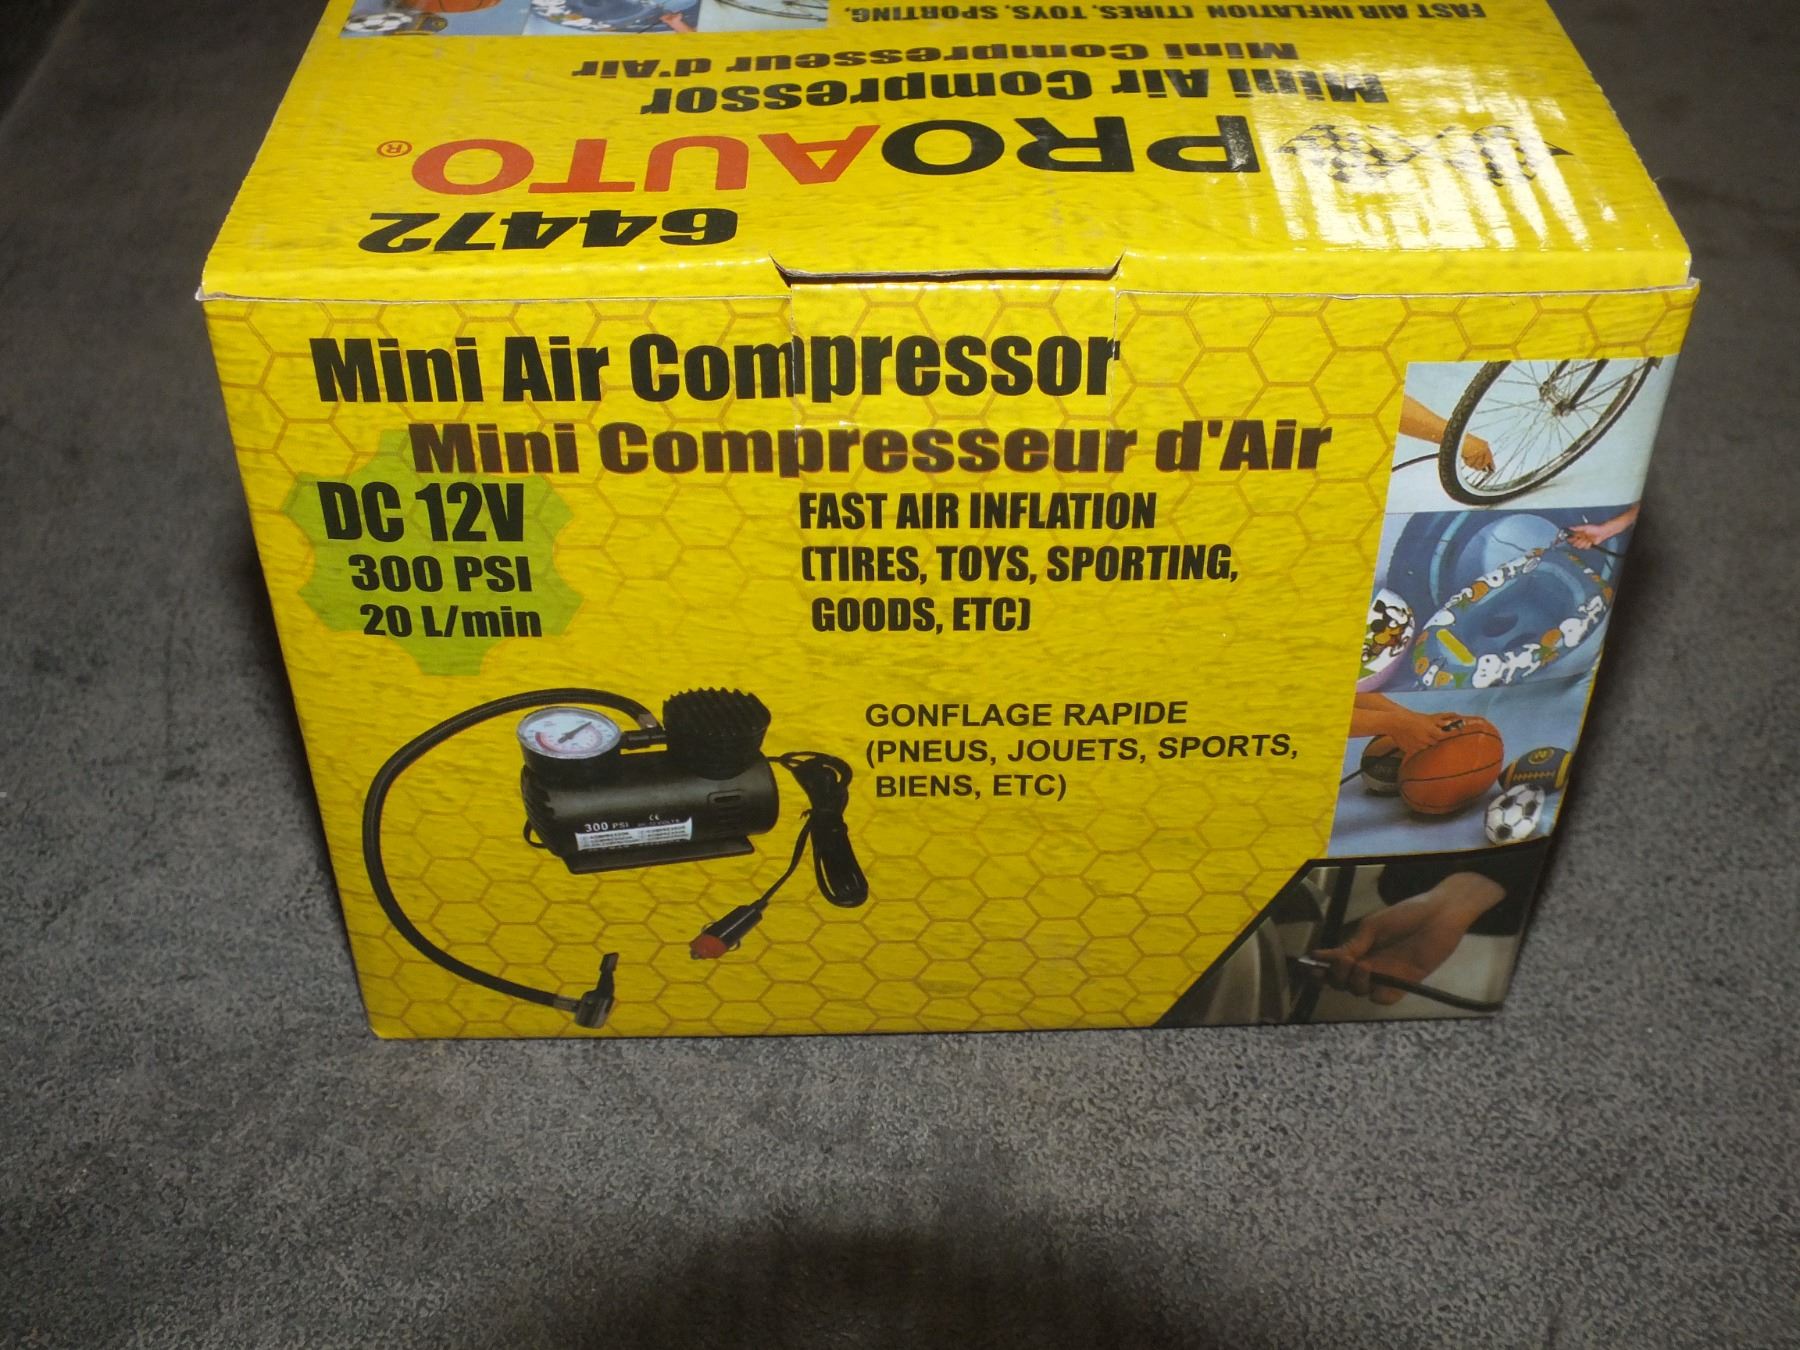 FAST AIR INFLATION (TIRES, TOYS, SPORTING,
Mini Compresseur d'Air
Mini Air Compressor
PROAUTO®
64472
Mini Air Compressor
Mini Compresseur d'Air
DC 12V
300 PSI
20 L/min
FAST AIR INFLATION
(TIRES, TOYS, SPORTING,
GOODS, ETC)
GONFLAGE RAPIDE
(PNEUS, JOUETS, SPORTS,
BIENS, ETC)
300 PSI CE